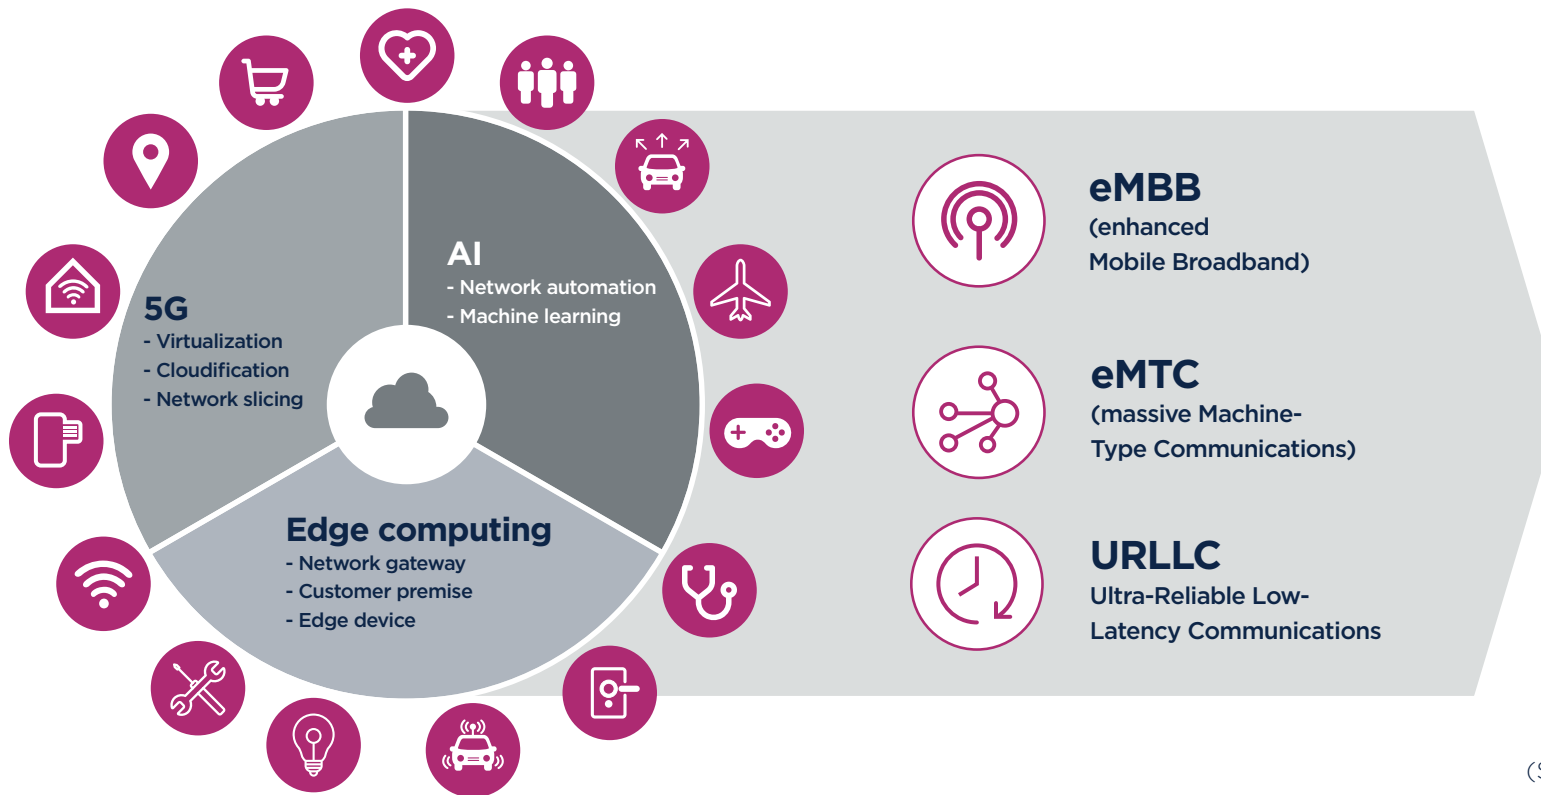 AI
- Network automation
- Machine learning
5G
- Virtualization
- Cloudification
- Network slicing
Edge computing
- Network gateway
- Customer premise
- Edge device
eMBB
(enhanced
Mobile Broadband)
eMTC
(massive Machine-
Type Communications)
URLLC
Ultra-Reliable Low-
Latency Communications